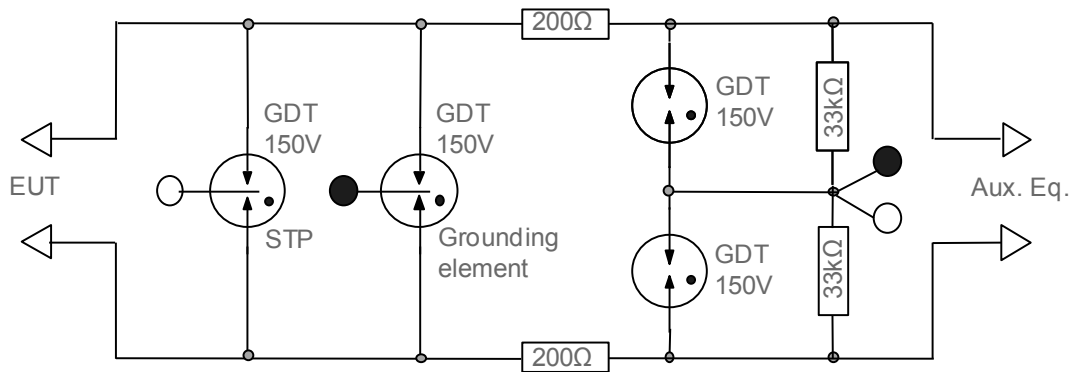 200Ω
GDT
150V
GDT
150V
GDT
150V
33kΩ
EUT
Aux. Eq.
STP
Grounding
element
GDT
150V
33kΩ
200Ω